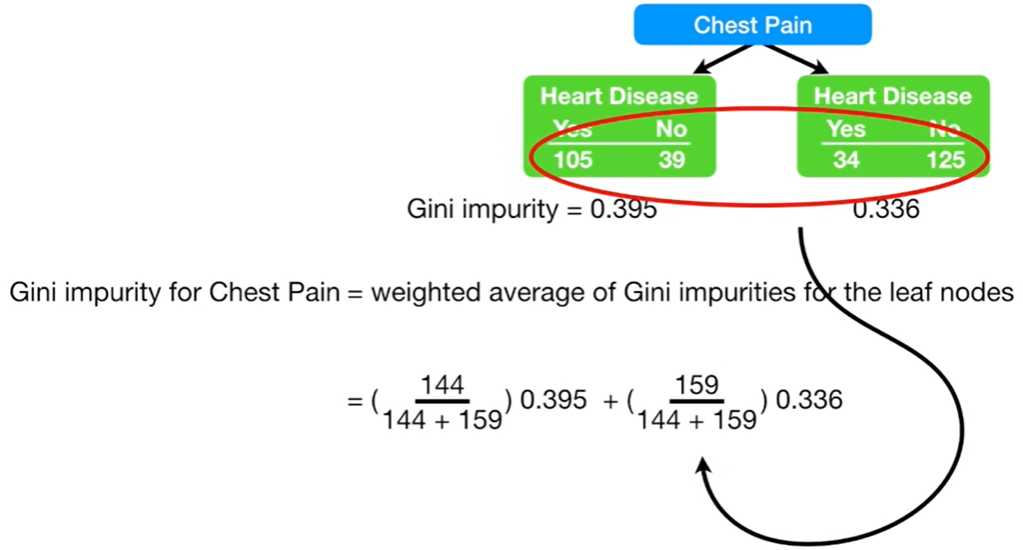 Chest Pain
Heart Disease
Yes No
105 39
Heart Disease
Yes No
34 125
Gini impurity = 0.395 0.336
Gini impurity for Chest Pain = weighted average of Gini impurities for the leaf nodes
= ( 144 / 144 + 159 ) 0.395 + ( 159 / 144 + 159 ) 0.336